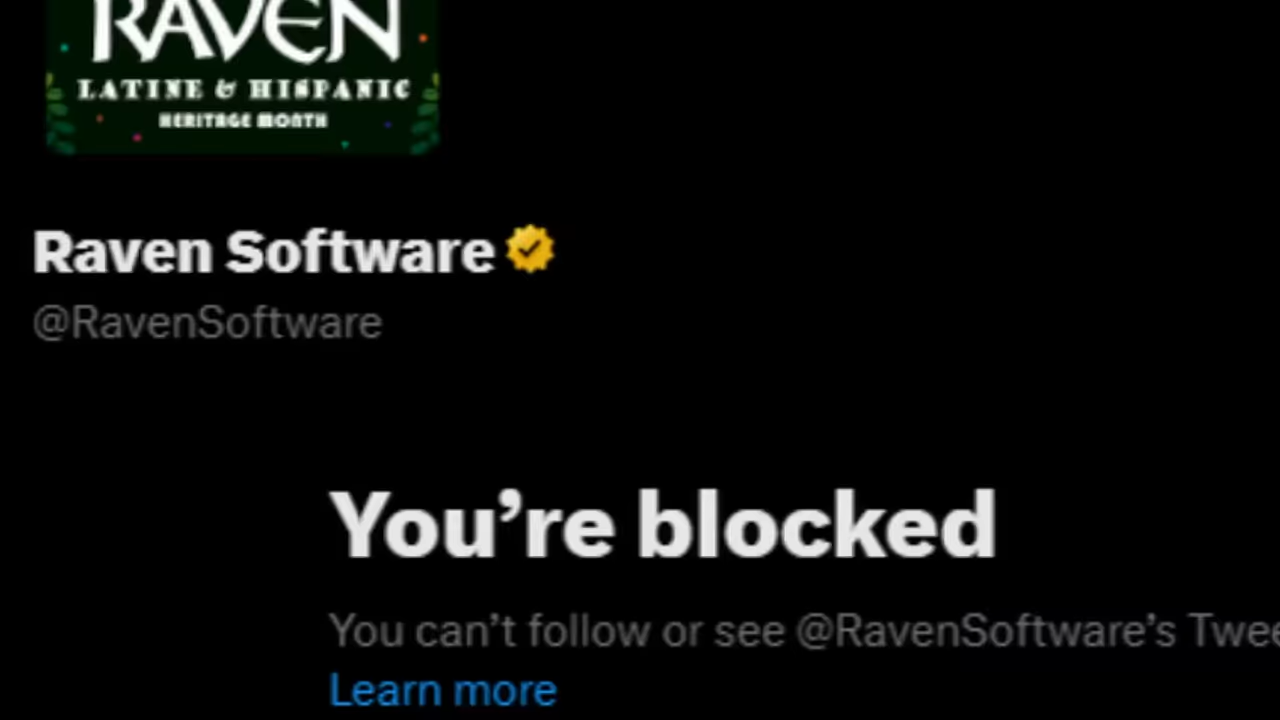 RAVEN
LATINE & HISPANIC
HERITAGE MONTH
Raven Software
@RavenSoftware
You’re blocked
You can’t follow or see @RavenSoftware’s Twee
Learn more